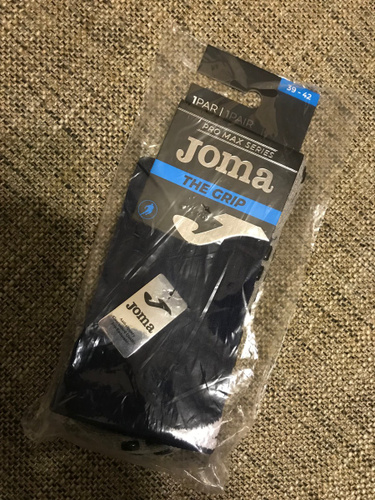 39 - 42
1PAR | 1PAIR
PRO MAX SERIES
Joma
THE GRIP
Joma